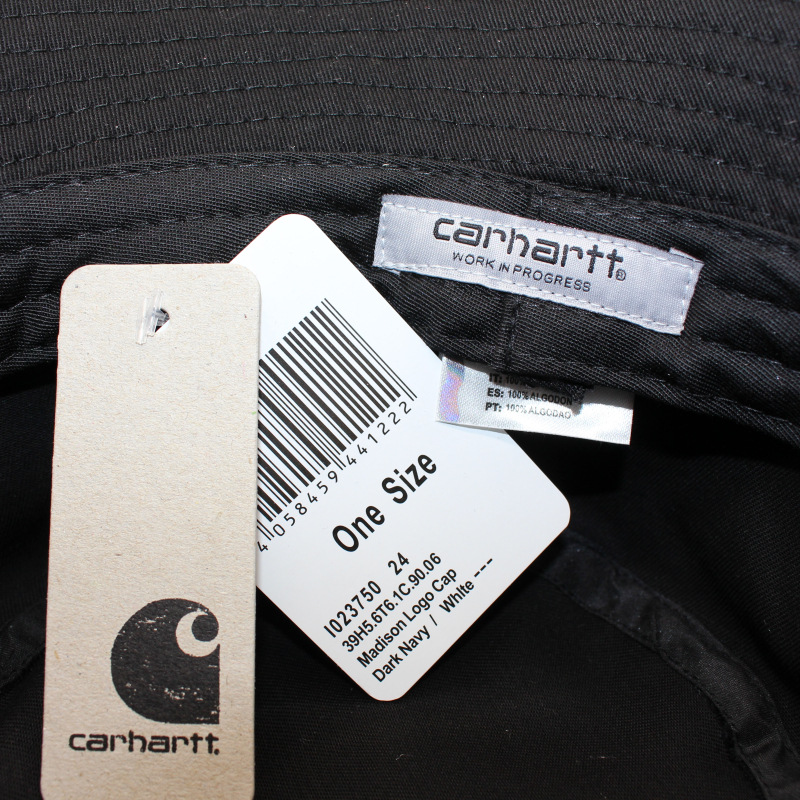 carhartt®
WORK IN PROGRESS
ES: 100% ALGODON
PT: 100% ALGODAO
4 058459 441222
One Size
I023750 24
39H5.6T6.1C.90.06
Madison Logo Cap
Dark Navy / White ---
carhartt.